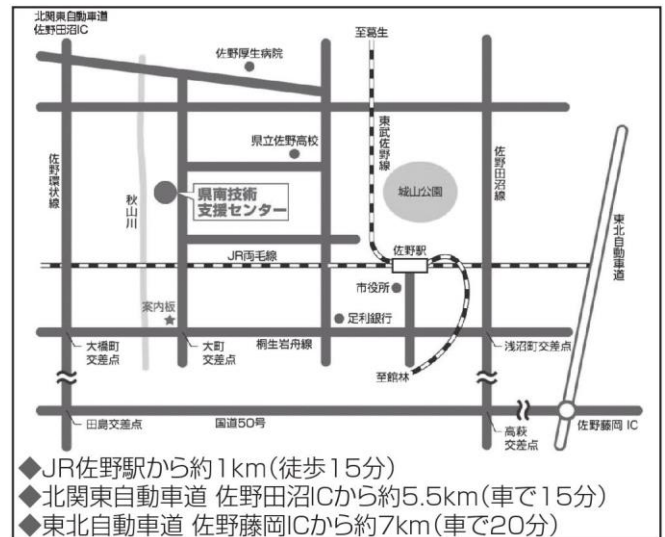 北関東自動車道
佐野田沼IC
至葛生
佐野厚生病院
東武佐野線
県立佐野高校
佐野環状線
佐野田沼線
秋山川
県南技術
支援センター
城山公園
東北自動車道
JR両毛線
佐野駅
市役所
案内板
足利銀行
大橋町
交差点
大町
交差点
桐生岩舟線
浅沼町交差点
至館林
田島交差点
国道50号
高萩
交差点
佐野藤岡 IC
◆JR佐野駅から約1km(徒歩15分)
◆北関東自動車道 佐野田沼ICから約5.5km(車で15分)
◆東北自動車道 佐野藤岡ICから約7km(車で20分)